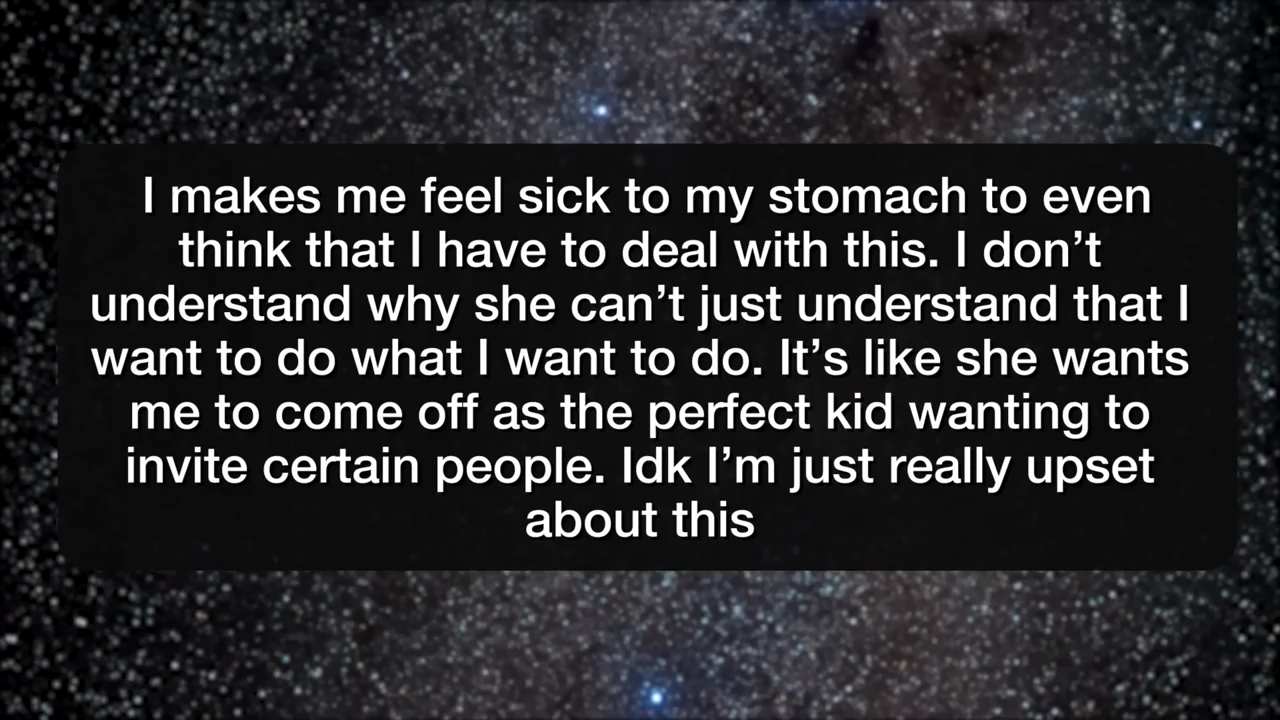 I makes me feel sick to my stomach to even
think that I have to deal with this. I don’t
understand why she can’t just understand that I
want to do what I want to do. It’s like she wants
me to come off as the perfect kid wanting to
invite certain people. Idk I’m just really upset
about this